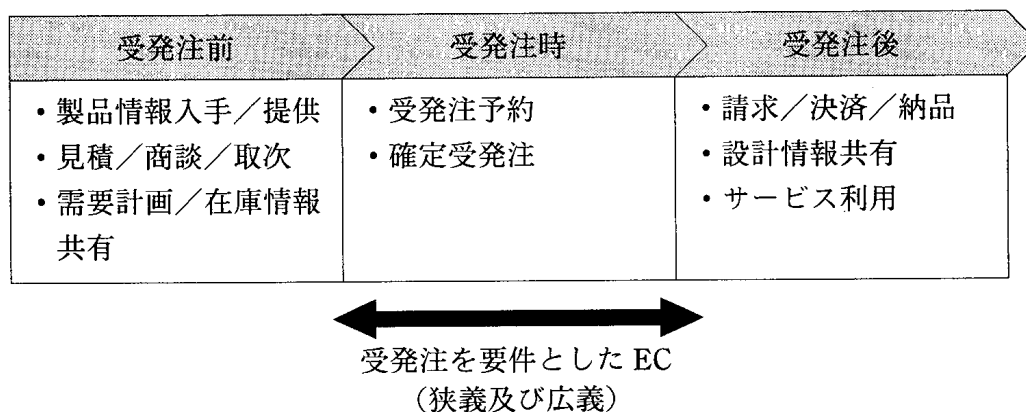 受発注前
受発注時
受発注後
・製品情報入手／提供
・見積／商談／取次
・需要計画／在庫情報
共有
・受発注予約
・確定受発注
・請求／決済／納品
・設計情報共有
・サービス利用
受発注を要件とした EC
（狭義及び広義）